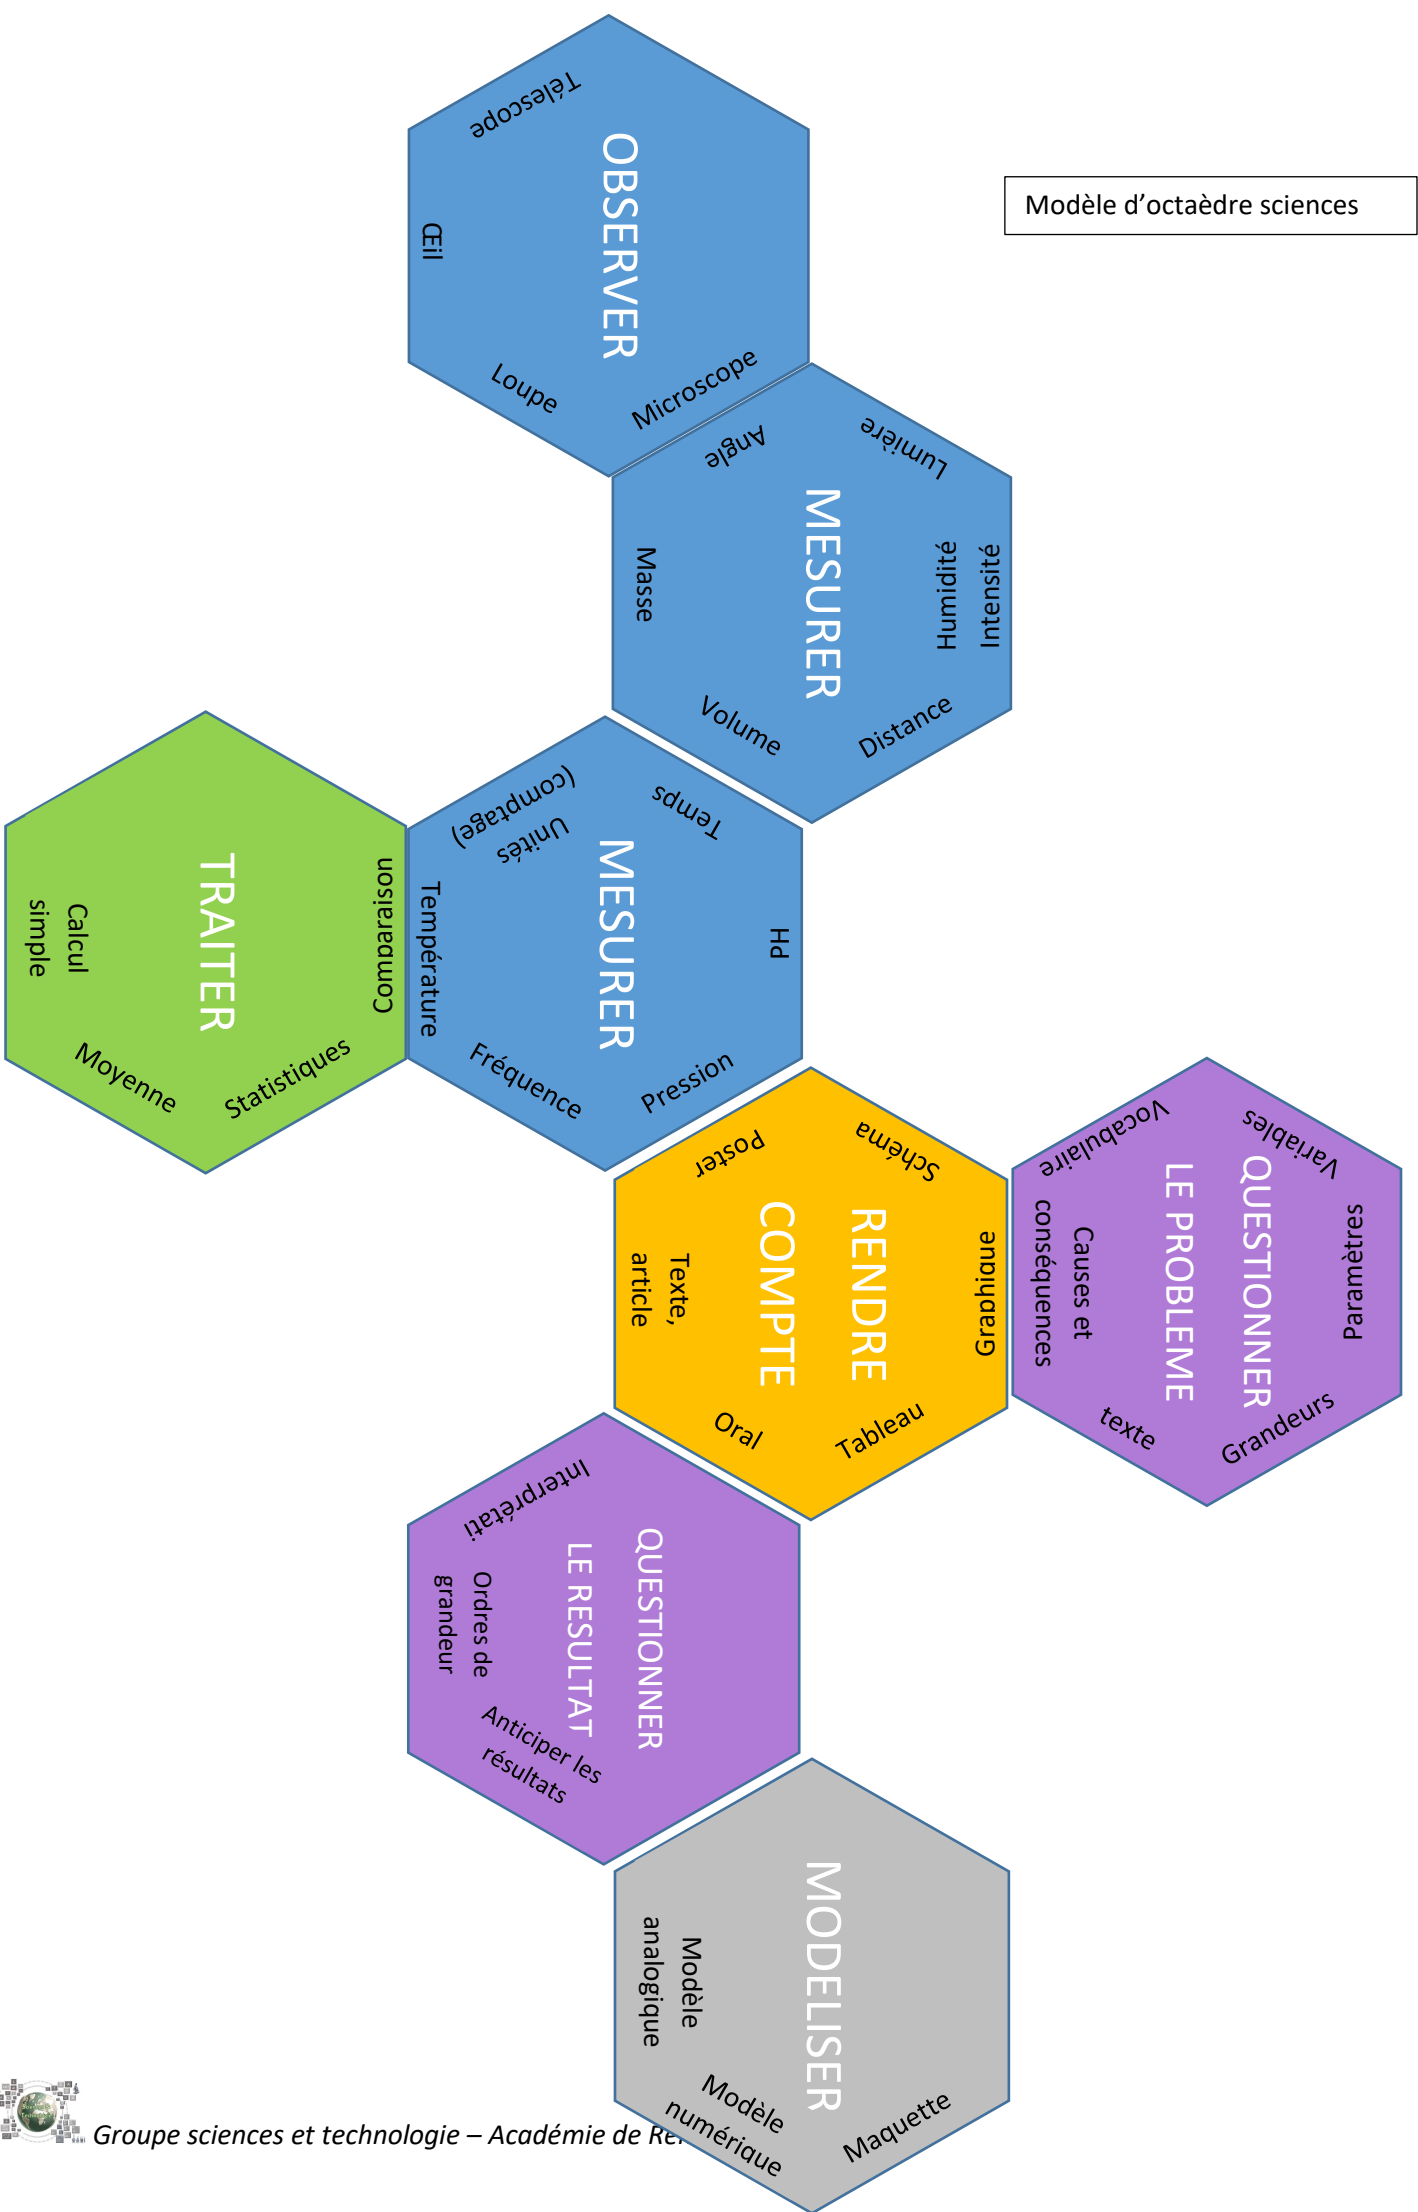 Modèle d’octaèdre sciences
OBSERVER
Télescope
Œil
Loupe
Microscope
MESURER
Lumière
Angle
Intensité
Humidité
Masse
Volume
Distance
MESURER
Temps
Unités
(comptage)
PH
Température
Fréquence
Pression
TRAITER
Comparaison
Calcul
simple
Moyenne
Statistiques
QUESTIONNER
LE PROBLEME
Variables
Vocabulaire
Paramètres
Causes et
conséquences
texte
Grandeurs
RENDRE
COMPTE
Schéma
Poster
Graphique
Texte,
article
Oral
Tableau
QUESTIONNER
LE RESULTAT
Interprétati
Ordres de
grandeur
Anticiper les
résultats
MODELISER
Modèle
analogique
Modèle
numérique
Maquette
Groupe sciences et technologie – Académie de